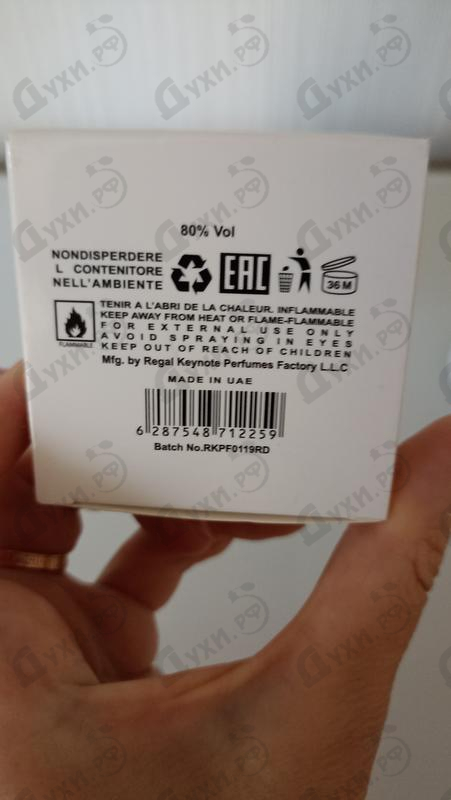 80% Vol
NONDISPERDERE
L CONTENITORE
NELL'AMBIENTE
EAC
36 M
FLAMMABLE
TENIR A L'ABRI DE LA CHALEUR. INFLAMMABLE
KEEP AWAY FROM HEAT OR FLAME-FLAMMABLE
FOR EXTERNAL USE ONLY
AVOID SPRAYING IN EYES
KEEP OUT OF REACH OF CHILDREN
Mfg. by Regal Keynote Perfumes Factory L.L.C
MADE IN UAE
6 287548 712259
Batch No.RKPF0119RD
Духи.РФ